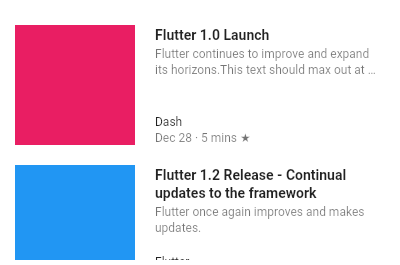 Flutter 1.0 Launch
Flutter continues to improve and expand
its horizons.This text should max out at ...
Dash
Dec 28 · 5 mins ★
Flutter 1.2 Release - Continual
updates to the framework
Flutter once again improves and makes
updates.
Flutter